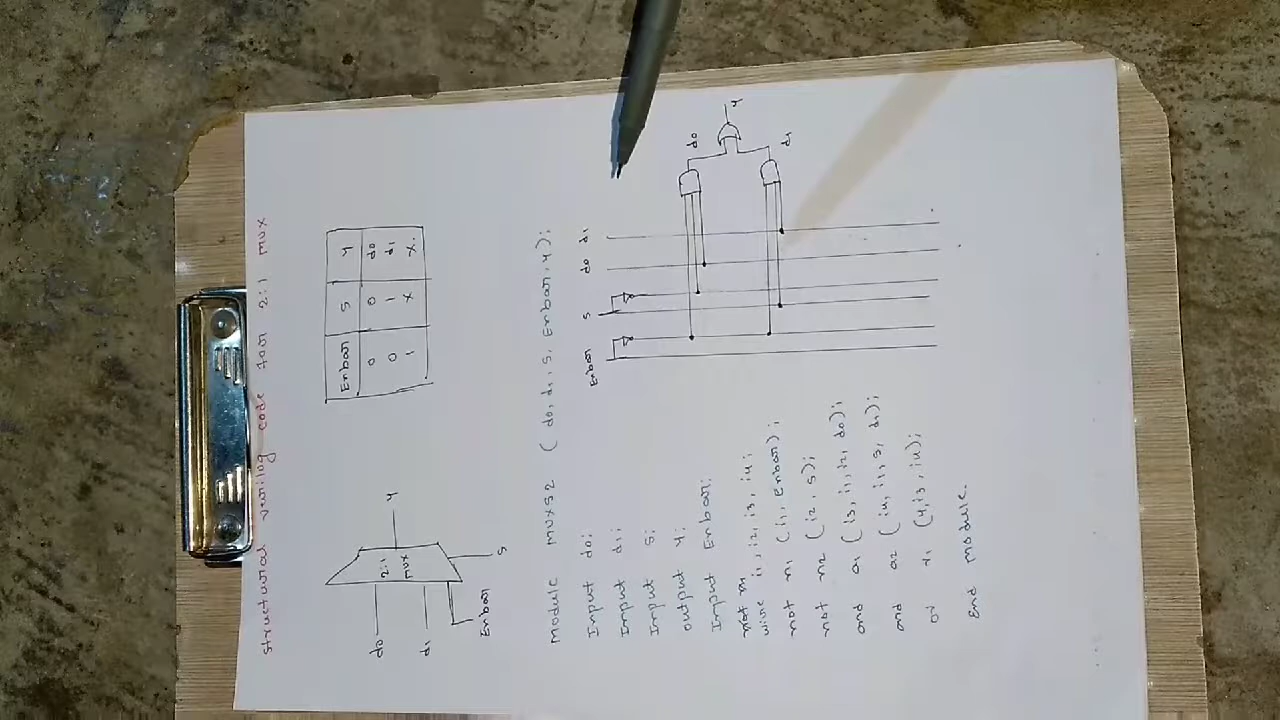 structural verilog code for 2:1 mux
d0
d1
2:1
mux
Y
S
Enbar
Enbar S Y
0 0 d0
0 1 d1
1 X X
module muxs2 (d0, d1, s, Enbar, Y);
Input d0;
Input d1;
Input s;
output Y;
Input Enbar;
wire i1, i2, i3, i4;
not n1 (i1, Enbar);
not n2 (i2, s);
and a1 (i3, i1, i2, d0);
and a2 (i4, i1, s, d1);
or r1 (Y, i3, i4);
End module.
Enbar S d0 d1
d0
d1
Y